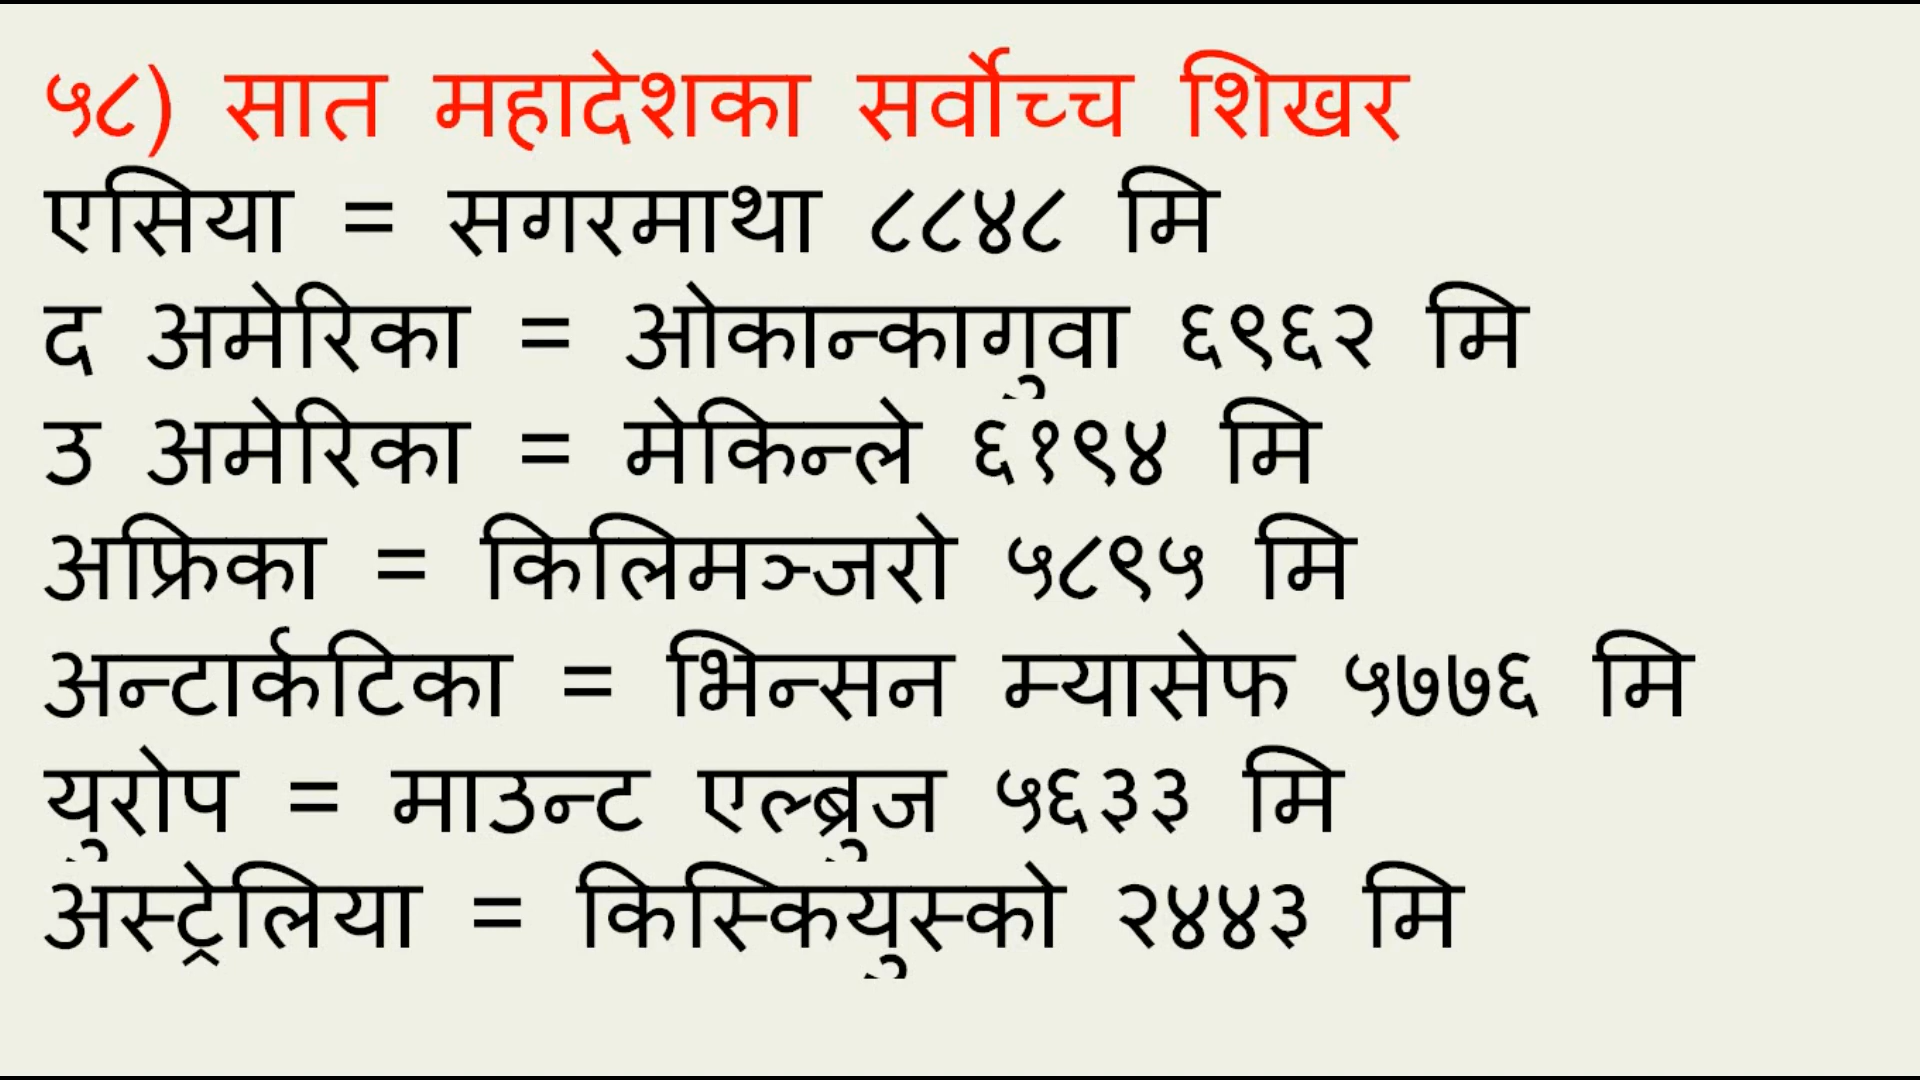 ५८) सात महादेशका सर्वोच्च शिखर
एसिया = सगरमाथा ८८४८ मि
द अमेरिका = ओकान्कागुवा ६९६२ मि
उ अमेरिका = मेकिन्ले ६१९४ मि
अफ्रिका = किलिमञ्जरो ५८९५ मि
अन्टार्कटिका = भिन्सन म्यासेफ ५७७६ मि
युरोप = माउन्ट एल्ब्रुज ५६३३ मि
अस्ट्रेलिया = किस्कियुस्को २४४३ मि